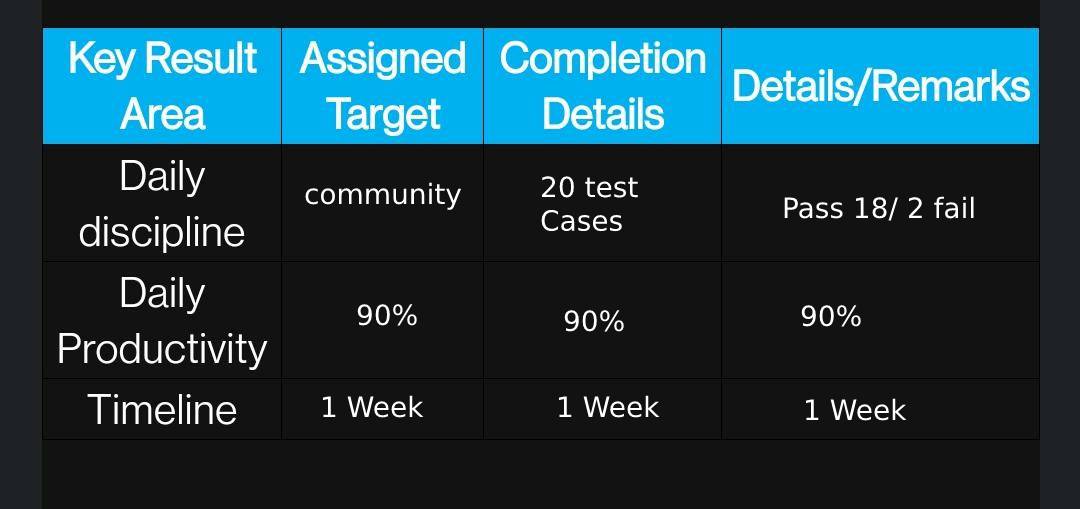 Key Result
Area
Assigned
Target
Completion
Details
Details/Remarks
Daily
discipline
community
20 test
Cases
Pass 18/ 2 fail
Daily
Productivity
90%
90%
90%
Timeline
1 Week
1 Week
1 Week